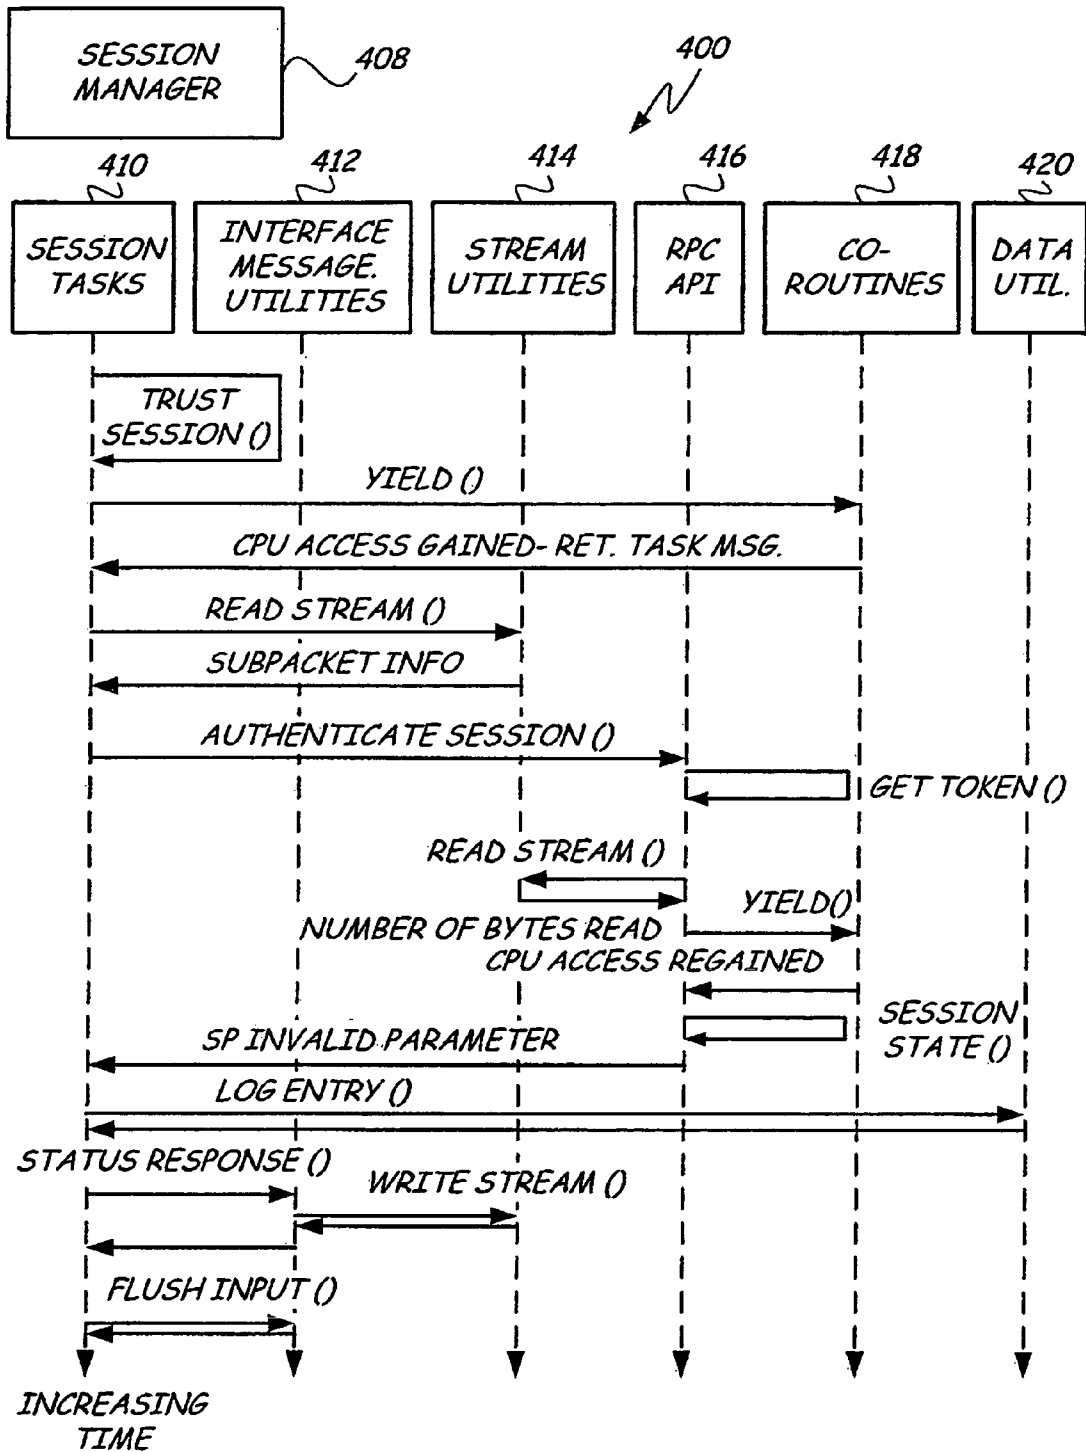 SESSION
MANAGER
408
400
410
412
414
416
418
420
SESSION
TASKS
INTERFACE
MESSAGE.
UTILITIES
STREAM
UTILITIES
RPC
API
CO-
ROUTINES
DATA
UTIL.
TRUST
SESSION ()
YIELD ()
CPU ACCESS GAINED- RET. TASK MSG.
READ STREAM ()
SUBPACKET INFO
AUTHENTICATE SESSION ()
GET TOKEN ()
READ STREAM ()
YIELD()
NUMBER OF BYTES READ
CPU ACCESS REGAINED
SESSION
STATE ()
SP INVALID PARAMETER
LOG ENTRY ()
STATUS RESPONSE ()
WRITE STREAM ()
FLUSH INPUT ()
INCREASING
TIME